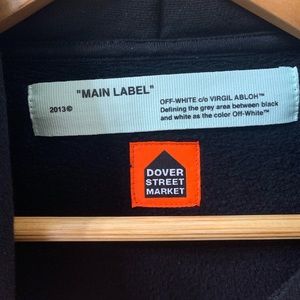 "MAIN LABEL"
2013©
OFF-WHITE c/o VIRGIL ABLOH™
Defining the grey area between black
and white as the color Off-White™
DOVER
STREET
MARKET